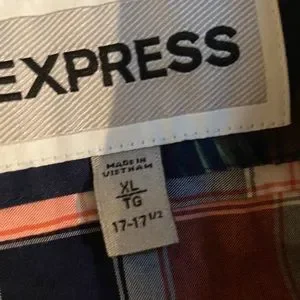 EXPRESS
MADE IN
VIETNAM
XL
TG
17-17 1/2